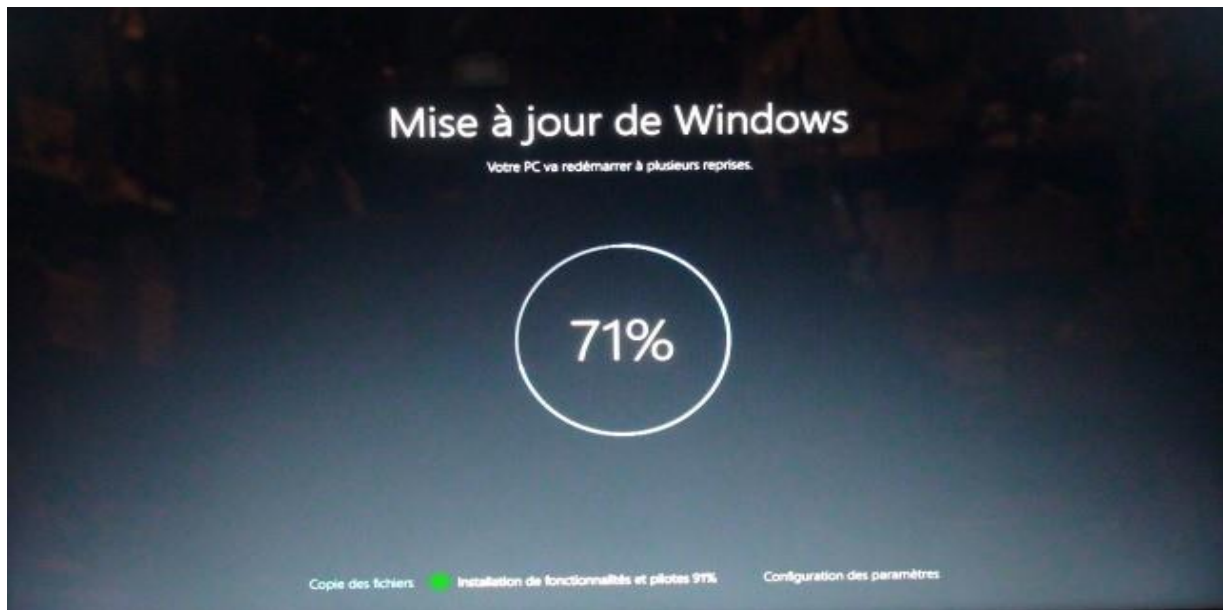 Mise à jour de Windows
Votre PC va redémarrer à plusieurs reprises.
71%
Copie des fichiers Installation de fonctionnalités et pilotes 91% Configuration des paramètres